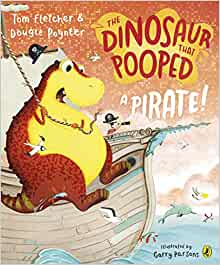 Tom Fletcher &
Dougie Poynter
THE
DINOSAUR
THAT
POOPED
A PIRATE!
Illustrated by
Garry Parsons